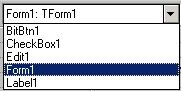 Form1: TForm1
BitBtn1
CheckBox1
Edit1
Form1
Label1